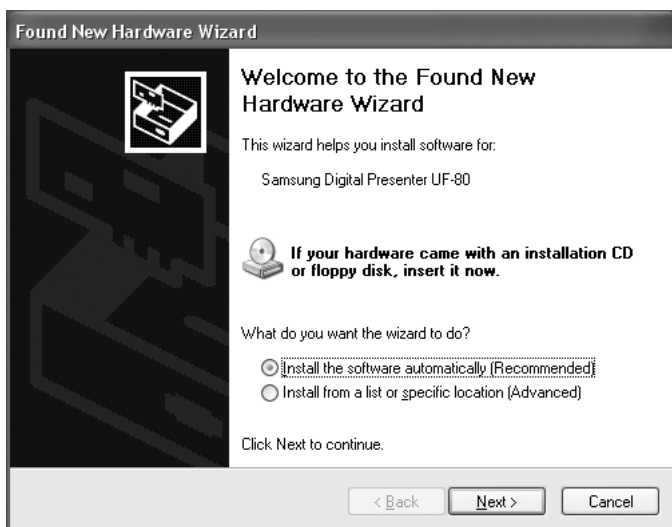 Found New Hardware Wizard
Welcome to the Found New
Hardware Wizard
This wizard helps you install software for:
Samsung Digital Presenter UF-80
If your hardware came with an installation CD
or floppy disk, insert it now.
What do you want the wizard to do?
Install the software automatically (Recommended)
Install from a list or specific location (Advanced)
Click Next to continue.
< Back Next > Cancel